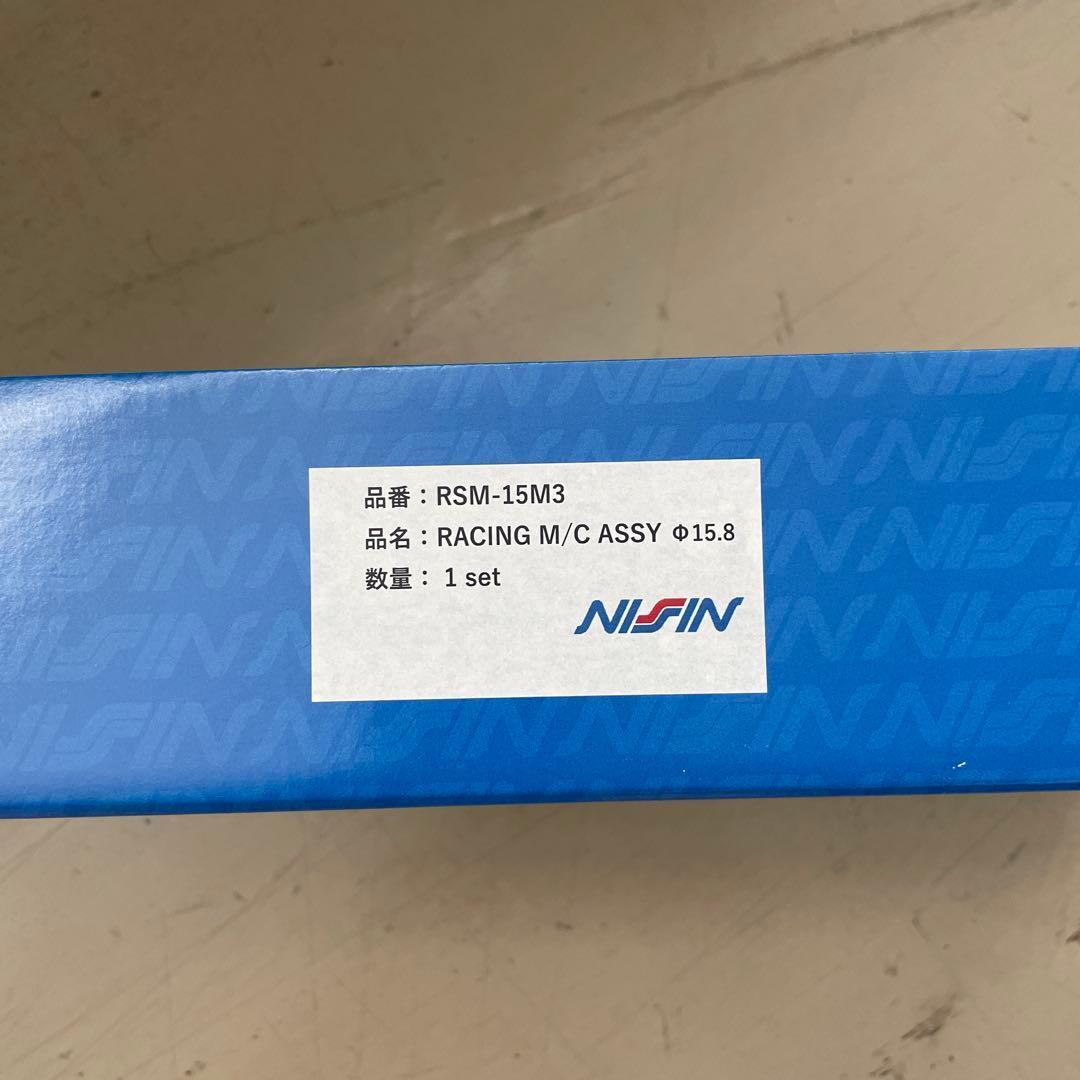 品番：RSM-15M3
品名：RACING M/C ASSY Φ15.8
数量： 1 set
NISSIN